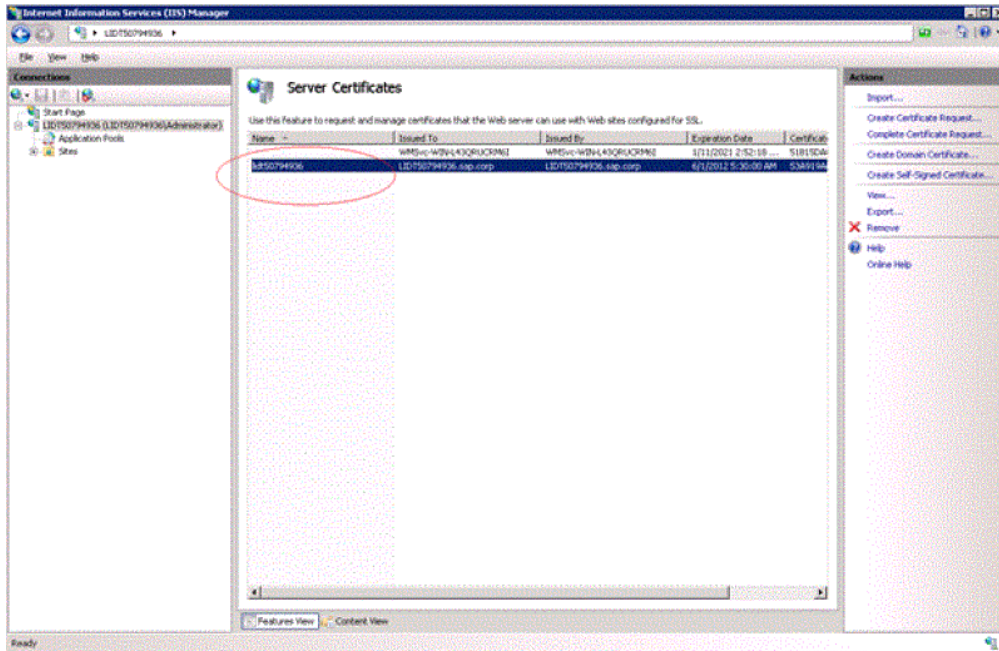 Internet Information Services (IIS) Manager
LIDT50794936
File View Help
Connections
Start Page
LIDT50794936 (LIDT50794936\Administrator)
Application Pools
Sites
Server Certificates
Use this feature to request and manage certificates that the Web server can use with Web sites configured for SSL.
Name Issued To Issued By Expiration Date Certificat
WMSvc-WIN-L43QRUCRM6I WMSvc-WIN-L43QRUCRM6I 1/11/2021 2:52:18 ...
lidt50794936 LIDT50794936.sap.corp LIDT50794936.sap.corp 6/1/2012 5:30:00 AM 53A919A
Features View Content View
Actions
Import...
Create Certificate Request...
Complete Certificate Request...
Create Domain Certificate...
Create Self-Signed Certificate...
View...
Export...
Remove
Help
Online Help
Ready